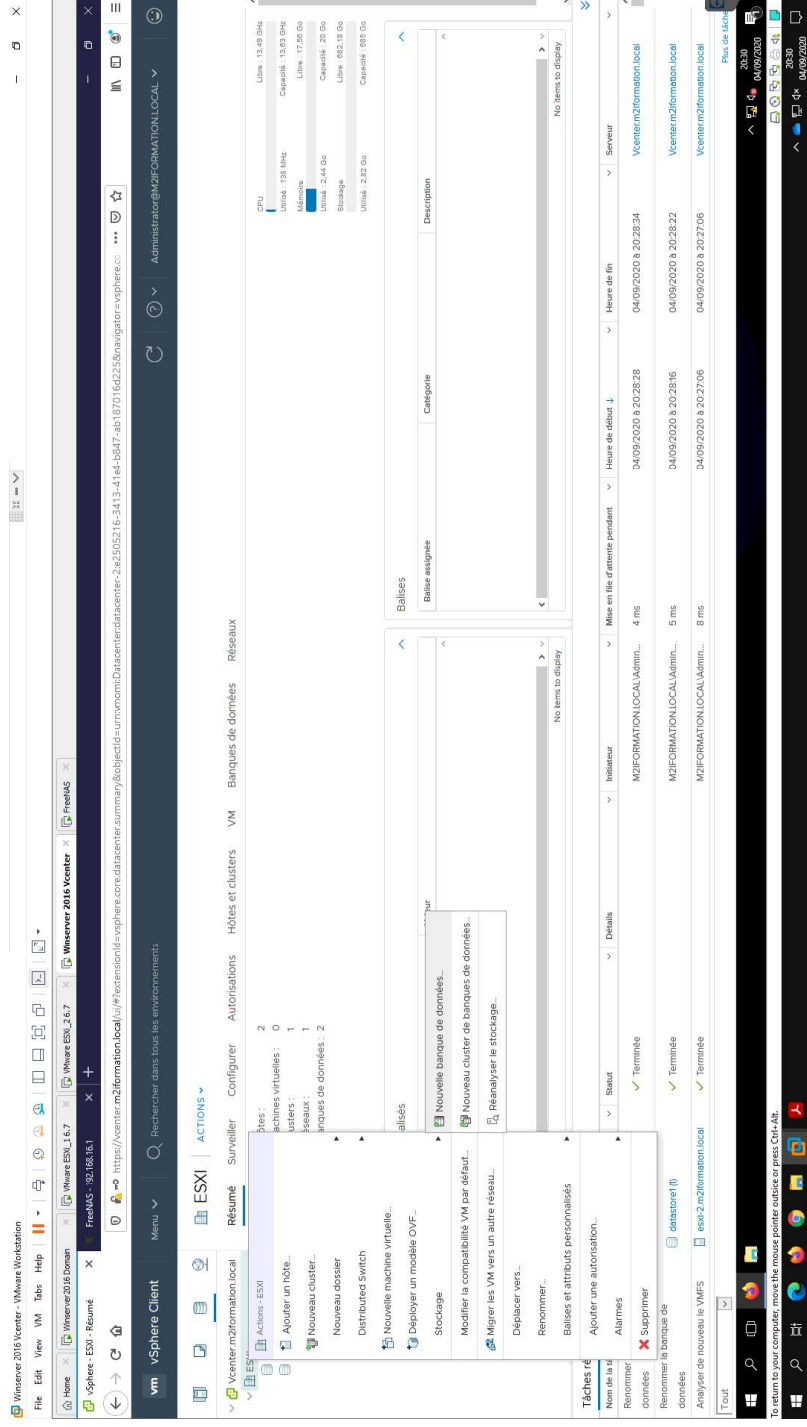 Winserver 2016 Vcenter - VMware Workstation
File Edit View VM Tabs Help
Home
Winserver 2016 Domain
VMware ESXi_1 6.7
VMware ESXi_2 6.7
Winserver 2016 Vcenter
FreeNAS
vSphere - ESXI - Résumé
FreeNAS - 192.168.16.1
https://vcenter.m2iformation.local/ui/#?extensionId=vsphere.core.datacenter.summary&objectId=urn:vmomi:Datacenter:datacenter-2:e2505216-3413-41e4-b847-ab187016d225&navigator=vsphere.co
vm vSphere Client
Menu
Rechercher dans tous les environnements
Administrator@M2IFORMATION.LOCAL
ESXI
ACTIONS
Vcenter.m2iformation.local
Résumé Surveiller Configurer Autorisations Hôtes et clusters VM Banques de données Réseaux
Actions - ESXI
Ajouter un hôte...
Nouveau cluster...
Nouveau dossier
Distributed Switch
Nouvelle machine virtuelle...
Déployer un modèle OVF...
Stockage
Modifier la compatibilité VM par défaut...
Migrer les VM vers un autre réseau...
Déplacer vers...
Renommer...
Balises et attributs personnalisés
Ajouter une autorisation...
Alarmes
Supprimer
Nouvelle banque de données...
Nouveau cluster de banques de données...
Réanalyser le stockage...
ôtes : 2
achines virtuelles : 0
usters : 1
eseaux : 1
anques de données : 2
CPU Libre : 13,49 GHz
Utilisé : 138 MHz Capacité : 13,63 GHz
Mémoire Libre : 17,56 Go
Utilisé : 2,44 Go Capacité : 20 Go
Stockage Libre : 682,18 Go
Utilisé : 2,82 Go Capacité : 685 Go
alisés
No items to display
Balises
Balise assignée Catégorie Description
No items to display
Tâches ré
Nom de la tâ
Statut Détails Initiateur Mise en file d'attente pendant Heure de début Heure de fin Serveur
Renommer
données
datastore1 (1) Terminée M2IFORMATION.LOCAL\Admin... 4 ms 04/09/2020 à 20:28:28 04/09/2020 à 20:28:34 Vcenter.m2iformation.local
Renommer la banque de
données
Terminée M2IFORMATION.LOCAL\Admin... 5 ms 04/09/2020 à 20:28:16 04/09/2020 à 20:28:22 Vcenter.m2iformation.local
Analyser de nouveau le VMFS esxi-2.m2iformation.local Terminée M2IFORMATION.LOCAL\Admin... 8 ms 04/09/2020 à 20:27:06 04/09/2020 à 20:27:06 Vcenter.m2iformation.local
Tout
Plus de tâche
20:30
04/09/2020
To return to your computer, move the mouse pointer outside or press Ctrl+Alt.
20:30
04/09/2020